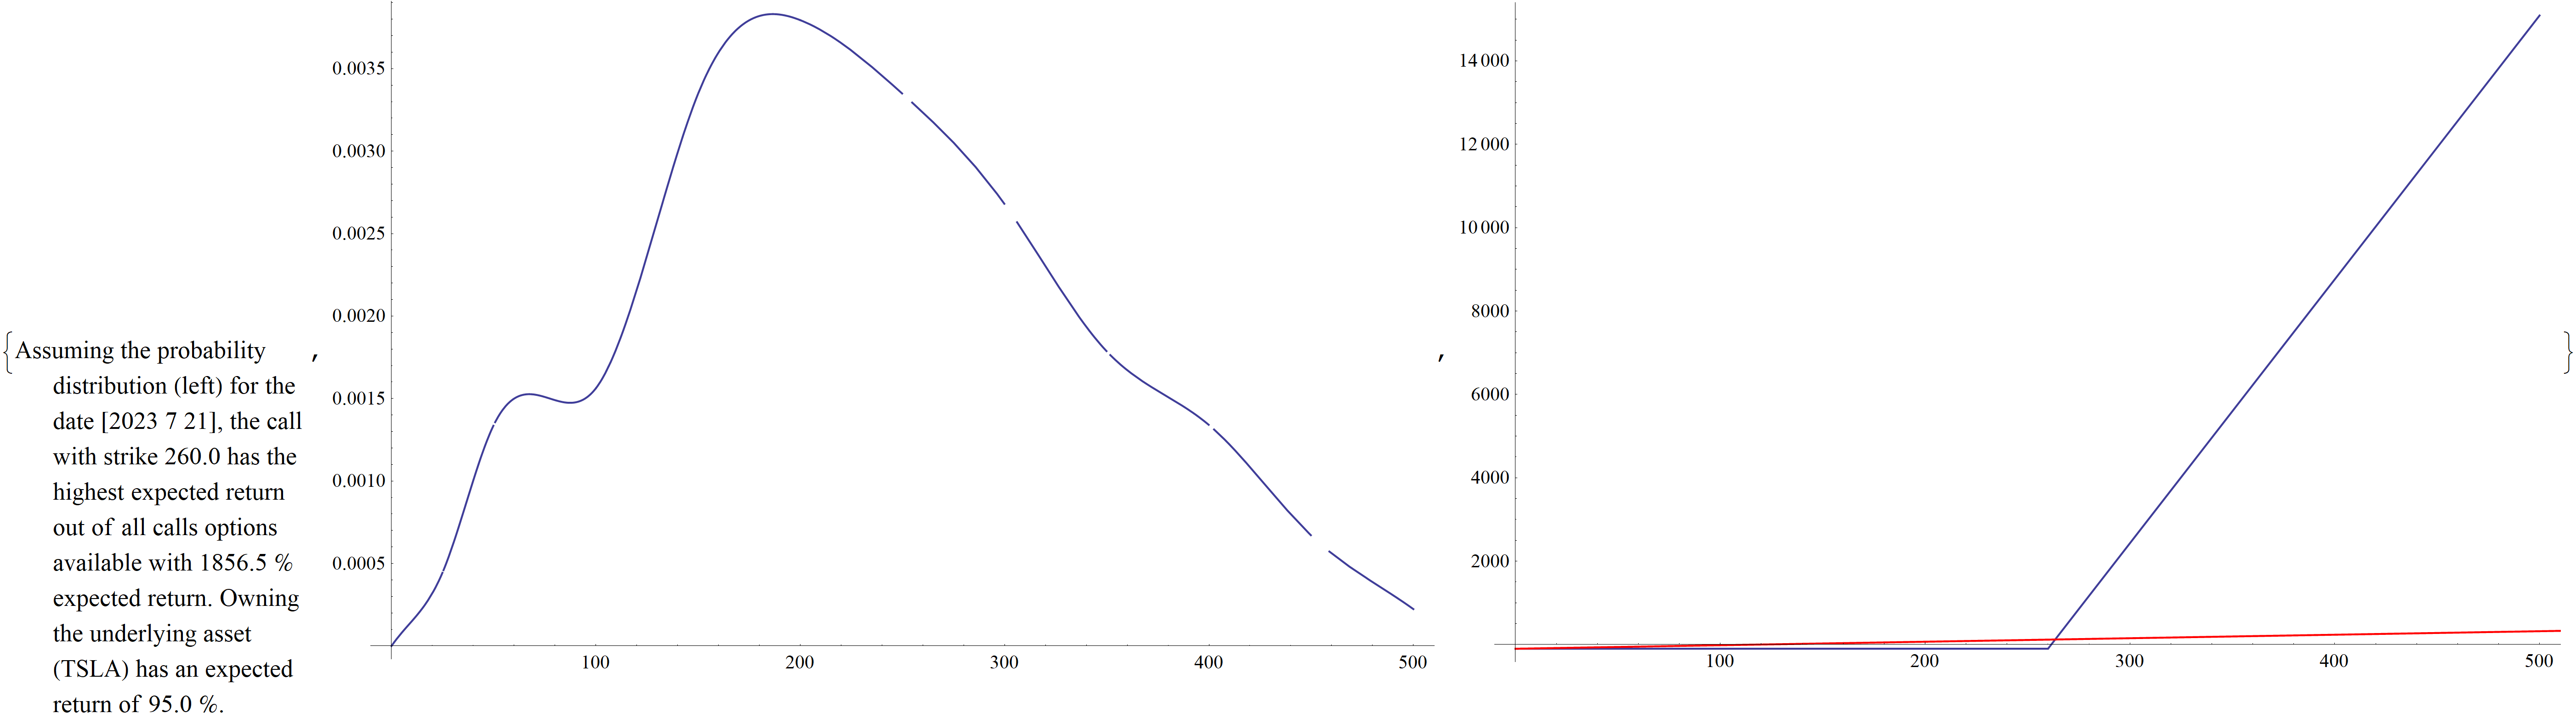 {Assuming the probability ,
distribution (left) for the
date [2023 7 21], the call
with strike 260.0 has the
highest expected return
out of all calls options
available with 1856.5 %
expected return. Owning
the underlying asset
(TSLA) has an expected
return of 95.0 %.
0.0035
0.0030
0.0025
0.0020
0.0015
0.0010
0.0005
100 200 300 400 500
,
14 000
12 000
10 000
8000
6000
4000
2000
100 200 300 400 500
}